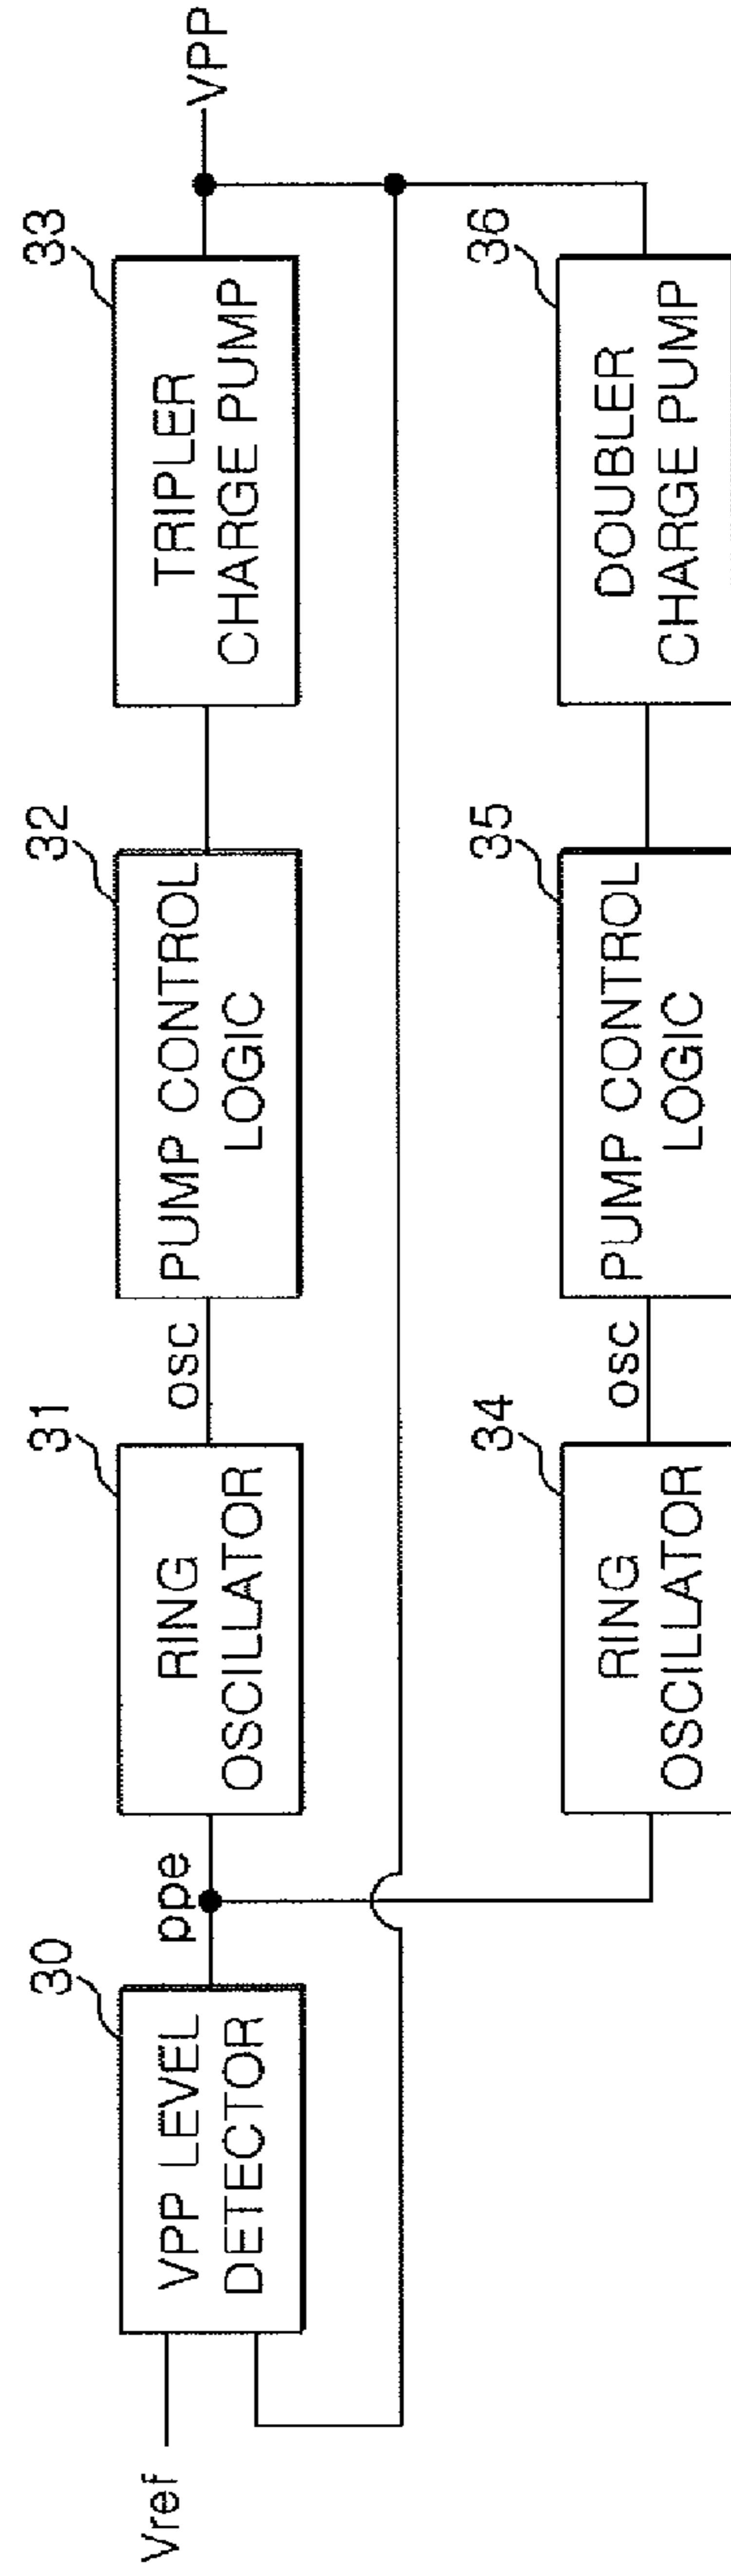 Vref
30
VPP LEVEL
DETECTOR
ppe
31
RING
OSCILLATOR
osc
32
PUMP CONTROL
LOGIC
33
TRIPLER
CHARGE PUMP
VPP
34
RING
OSCILLATOR
osc
35
PUMP CONTROL
LOGIC
36
DOUBLER
CHARGE PUMP